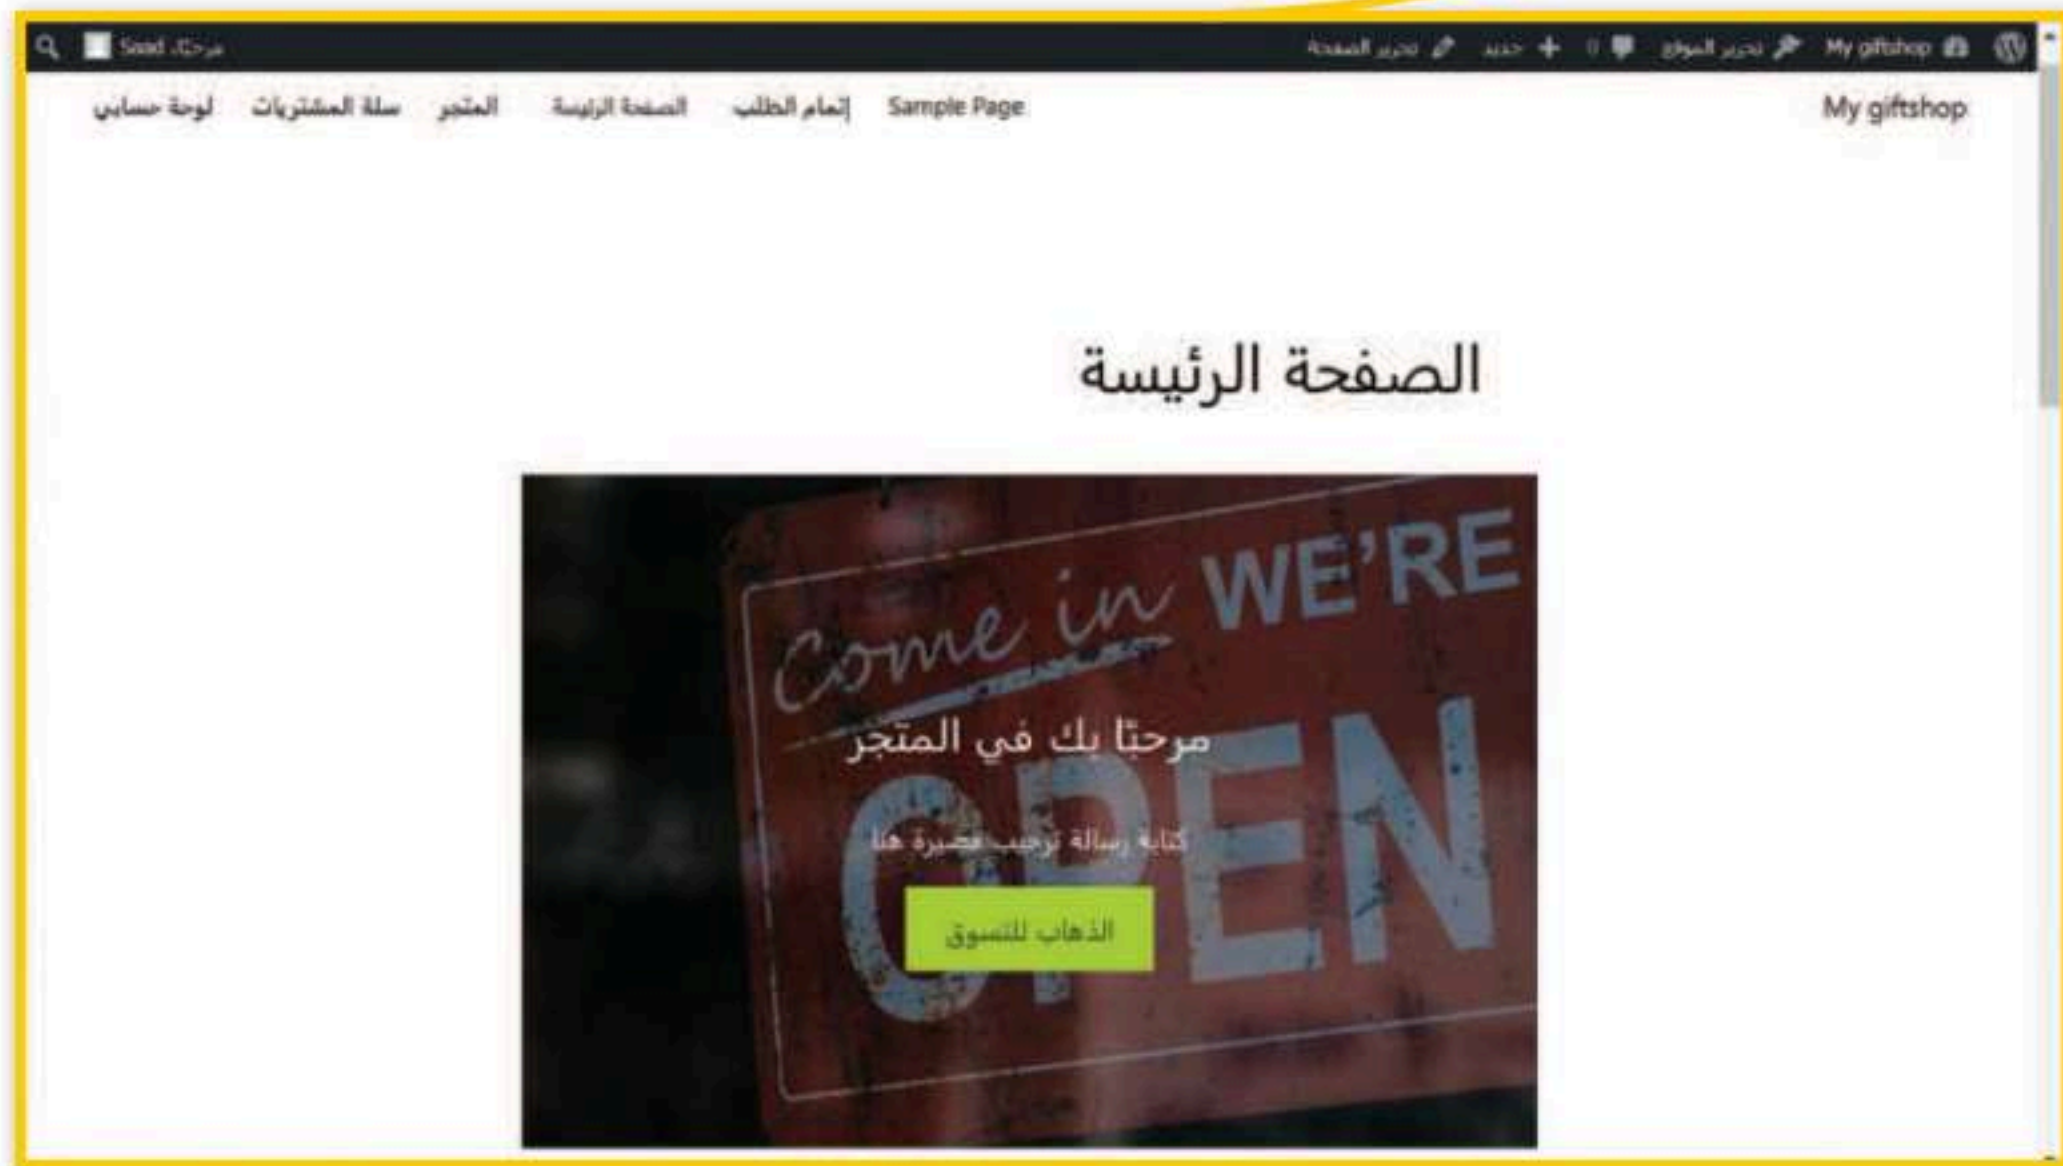 My giftshop تحرير الموقع 0 جديد تحرير الصفحة مرحبًا، Saad
My giftshop
Sample Page إتمام الطلب الصفحة الرئيسة المتجر سلة المشتريات لوحة حسابي
الصفحة الرئيسة
Come in WE'RE
OPEN
مرحبًا بك في المتجر
كتابة رسالة ترحيب قصيرة هنا
الذهاب للتسوق